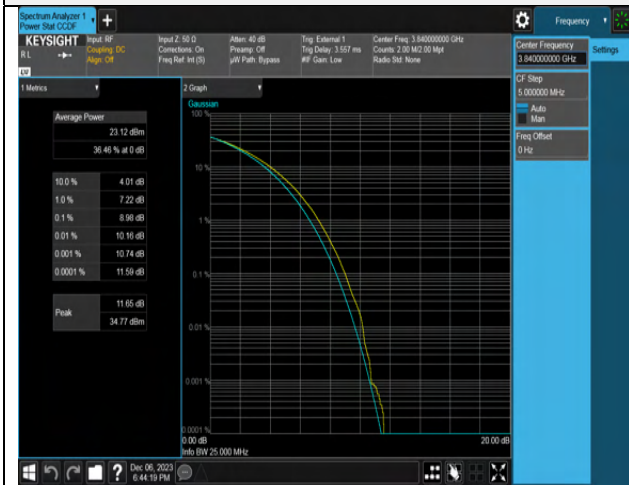 Spectrum Analyzer 1
Power Stat CCDF
Frequency
KEYSIGHT
R L
Input: RF
Coupling: DC
Align: Off
Input Z: 50 Ω
Corrections: On
Freq Ref: Int (S)
Atten: 40 dB
Preamp: Off
µW Path: Bypass
Trig: External 1
Trig Delay: 3.557 ms
#IF Gain: Low
Center Freq: 3.840000000 GHz
Counts: 2.00 M/2.00 Mpt
Radio Std: None
Center Frequency
3.840000000 GHz
Settings
CF Step
5.000000 MHz
Auto
Man
Freq Offset
0 Hz
1 Metrics
Average Power
23.12 dBm
36.46 % at 0 dB
10.0 % 4.01 dB
1.0 % 7.22 dB
0.1 % 8.98 dB
0.01 % 10.16 dB
0.001 % 10.74 dB
0.0001 % 11.59 dB
Peak
11.65 dB
34.77 dBm
2 Graph
Gaussian
100 %
10 %
1 %
0.1 %
0.01 %
0.001 %
0.0001 %
0.00 dB
20.00 dB
Info BW 25.000 MHz
Dec 06, 2023
6:44:19 PM